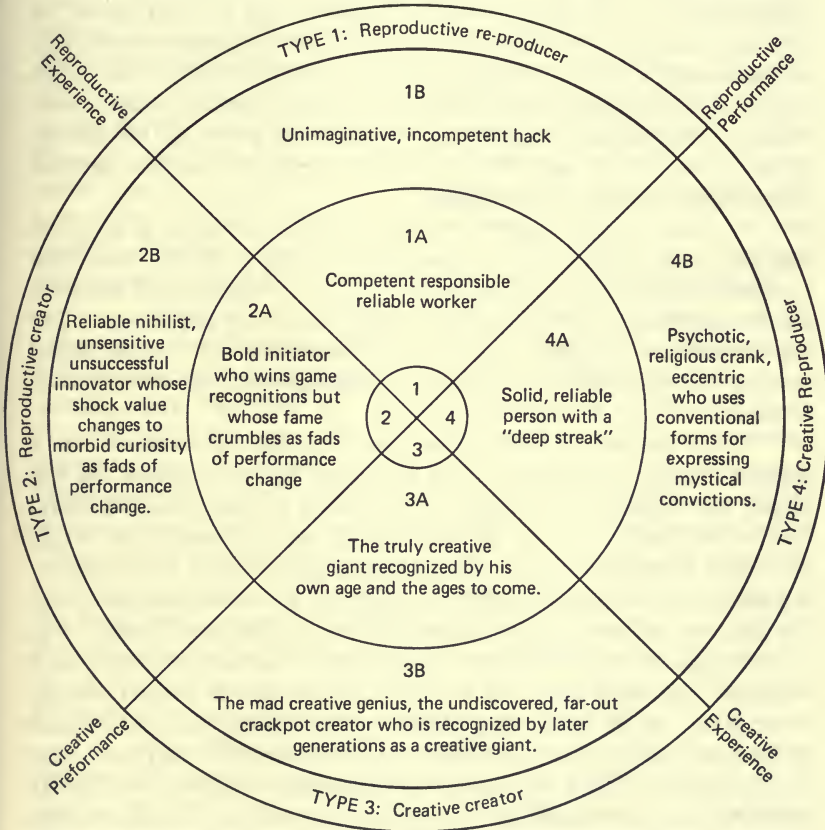 TYPE 1: Reproductive re-producer
Reproductive
Experience
Reproductive
Performance
1B
Unimaginative, incompetent hack
1A
Competent responsible
reliable worker
2B
Reliable nihilist,
unsensitive
unsuccessful
innovator whose
shock value
changes to
morbid curiosity
as fads of
performance
change.
2A
Bold initiator
who wins game
recognitions but
whose fame
crumbles as fads
of performance
change
1
2
4
3
4A
Solid, reliable
person with a
"deep streak"
4B
Psychotic,
religious crank,
eccentric
who uses
conventional
forms for
expressing
mystical
convictions.
TYPE 2: Reproductive creator
TYPE 4: Creative Re-producer
3A
The truly creative
giant recognized by his
own age and the ages to come.
3B
The mad creative genius, the undiscovered, far-out
crackpot creator who is recognized by later
generations as a creative giant.
Creative
Preformance
Creative
Experience
TYPE 3: Creative creator